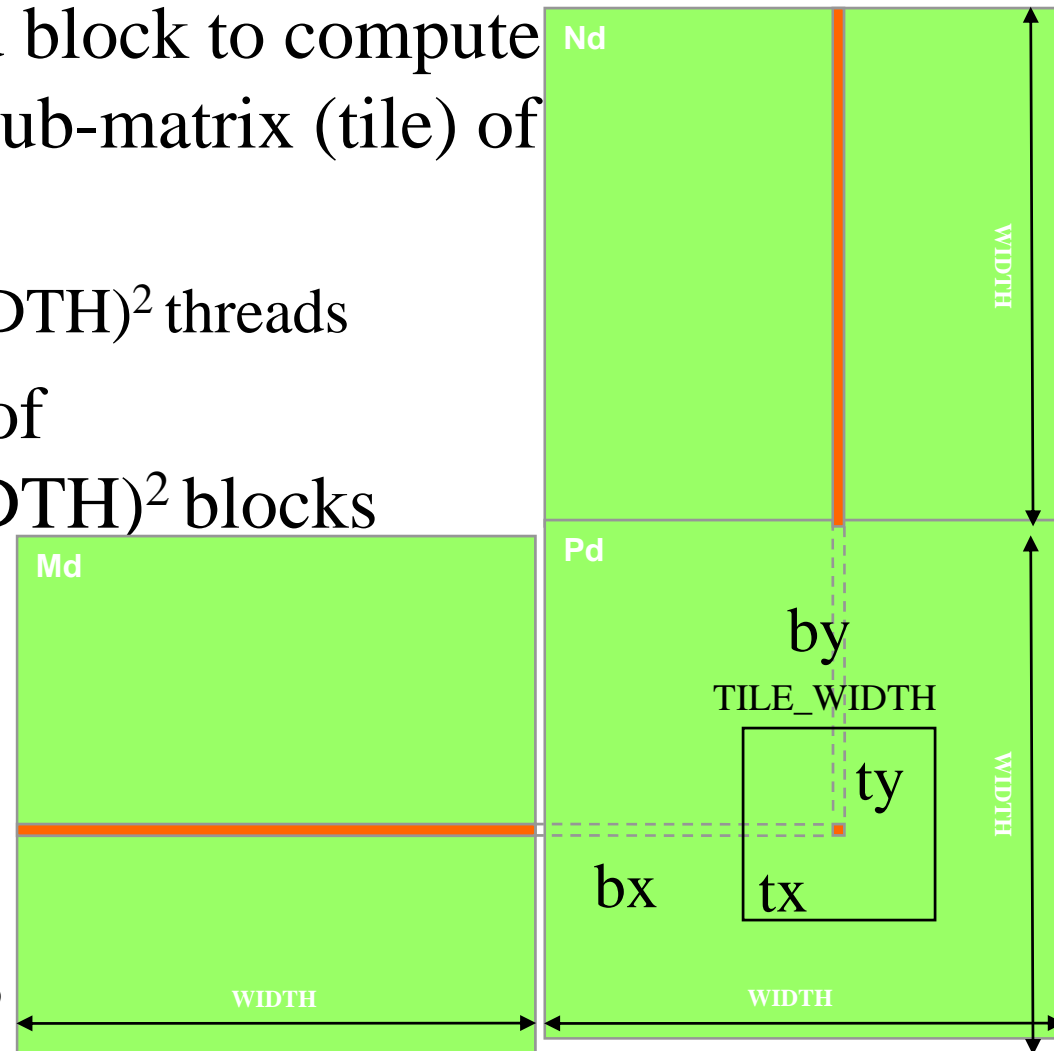 block to compute
ub-matrix (tile) of
DTH)² threads
of
DTH)² blocks
Nd
WIDTH
Md
Pd
by
TILE_WIDTH
ty
WIDTH
bx
tx
WIDTH
WIDTH